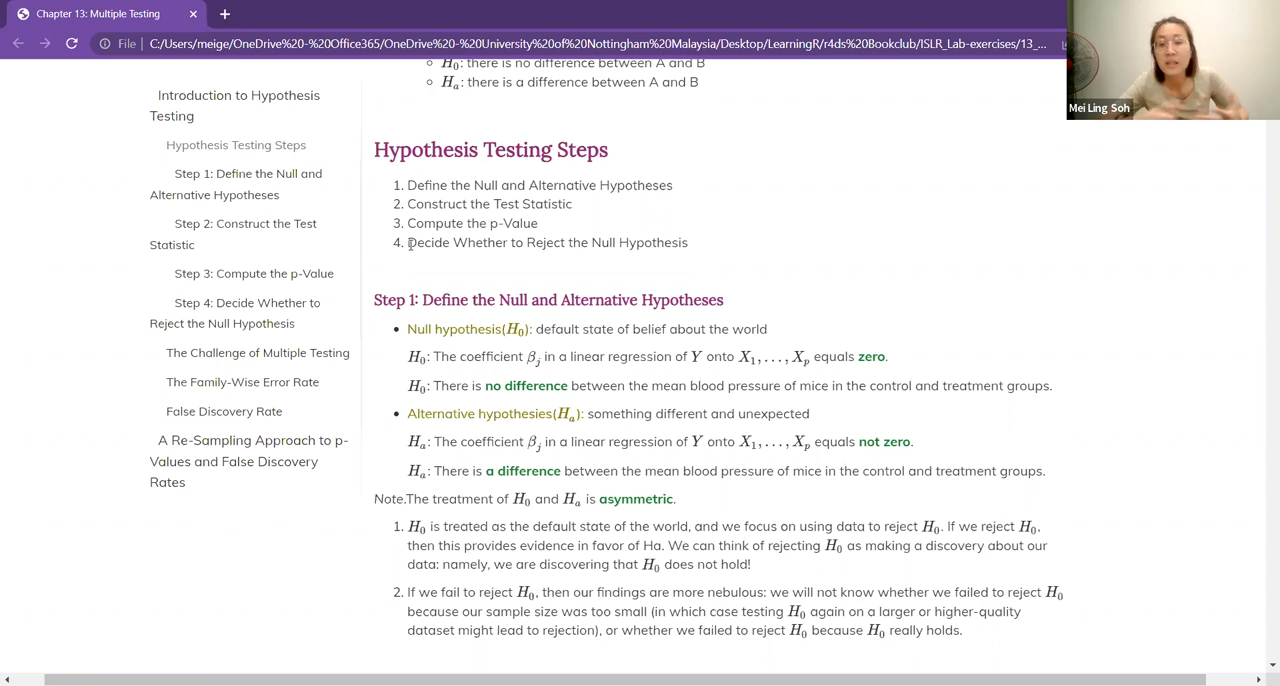 Chapter 13: Multiple Testing
File
C:/Users/meige/OneDrive%20-%20Office365/OneDrive%20-%20University%20of%20Nottingham%20Malaysia/Desktop/LearningR/r4ds%20Bookclub/ISLR_Lab-exercises/13_...
Mei Ling Soh
Introduction to Hypothesis
Testing
Hypothesis Testing Steps
Step 1: Define the Null and
Alternative Hypotheses
Step 2: Construct the Test
Statistic
Step 3: Compute the p-Value
Step 4: Decide Whether to
Reject the Null Hypothesis
The Challenge of Multiple Testing
The Family-Wise Error Rate
False Discovery Rate
A Re-Sampling Approach to p-
Values and False Discovery
Rates
H₀: there is no difference between A and B
Hₐ: there is a difference between A and B
Hypothesis Testing Steps
1. Define the Null and Alternative Hypotheses
2. Construct the Test Statistic
3. Compute the p-Value
4. Decide Whether to Reject the Null Hypothesis
Step 1: Define the Null and Alternative Hypotheses
Null hypothesis(H₀): default state of belief about the world
H₀: The coefficient βⱼ in a linear regression of Y onto X₁, . . . , Xₚ equals zero.
H₀: There is no difference between the mean blood pressure of mice in the control and treatment groups.
Alternative hypothesies(Hₐ): something different and unexpected
Hₐ: The coefficient βⱼ in a linear regression of Y onto X₁, . . . , Xₚ equals not zero.
Hₐ: There is a difference between the mean blood pressure of mice in the control and treatment groups.
Note.The treatment of H₀ and Hₐ is asymmetric.
1. H₀ is treated as the default state of the world, and we focus on using data to reject H₀. If we reject H₀,
then this provides evidence in favor of Ha. We can think of rejecting H₀ as making a discovery about our
data: namely, we are discovering that H₀ does not hold!
2. If we fail to reject H₀, then our findings are more nebulous: we will not know whether we failed to reject H₀
because our sample size was too small (in which case testing H₀ again on a larger or higher-quality
dataset might lead to rejection), or whether we failed to reject H₀ because H₀ really holds.